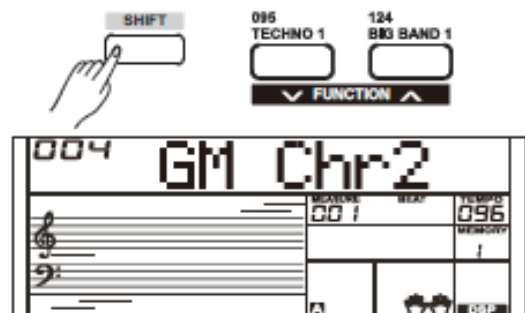 SHIFT
095 124
TECHNO 1 BIG BAND 1
FUNCTION
004 GM Chr2
MEASURE BEAT TEMPO
001 096
MEMORY
1
A DSP